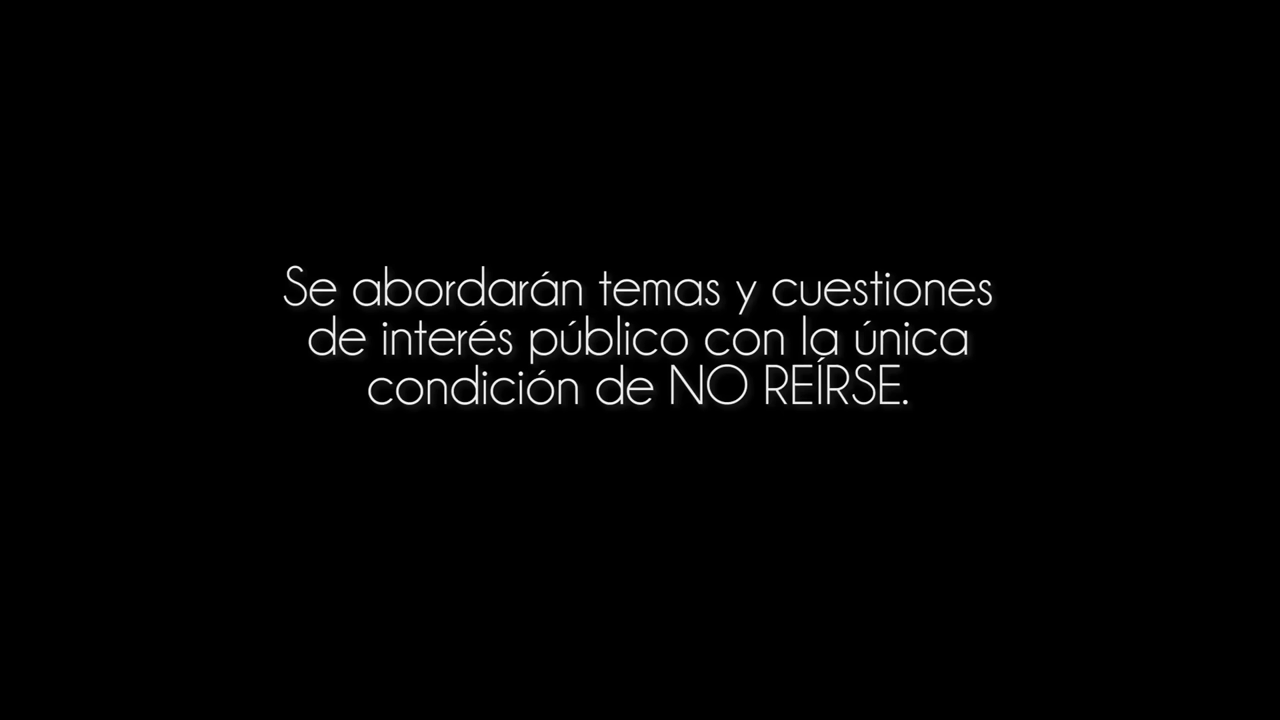 Se abordarán temas y cuestiones
de interés público con la única
condición de NO REÍRSE.